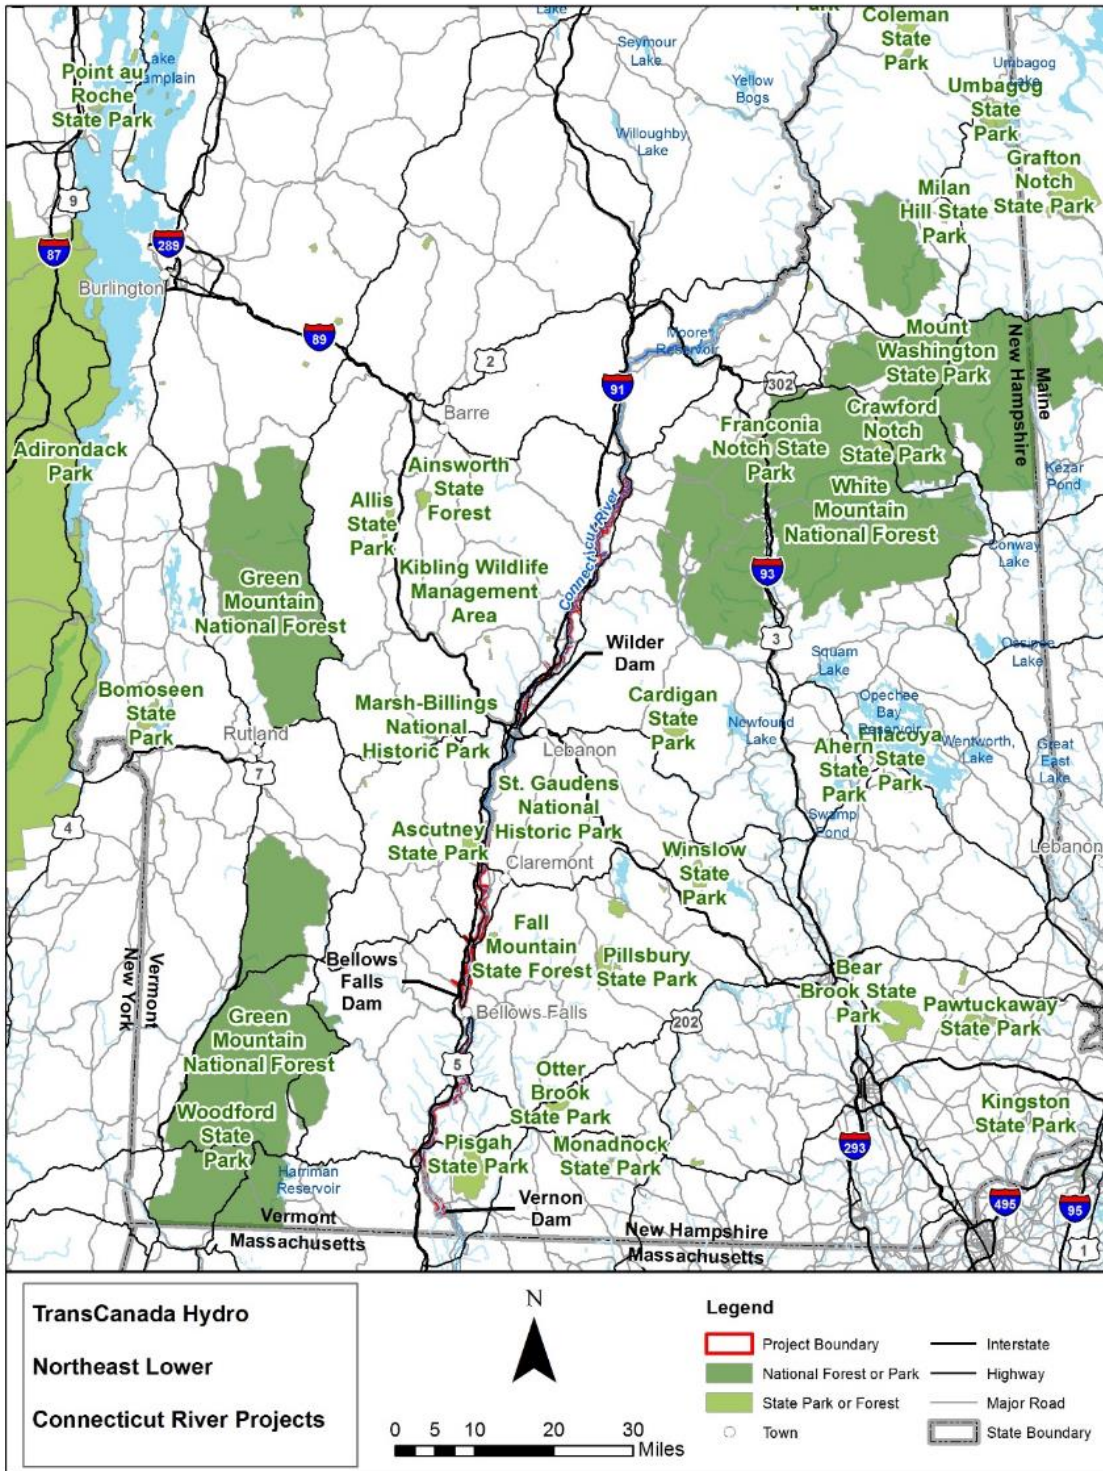 Park
Lake
Coleman
State
Park
Seymour
Lake
Lake
Champlain
Point au
Roche
State Park
Yellow
Bogs
Umbagog
Lake
Umbagog
State
Park
Willoughby
Lake
Grafton
Notch
State Park
Milan
Hill State
Park
9
87
289
Burlington
89
2
Moore
Reservoir
Mount
Washington
State Park
Maine
New Hampshire
91
302
Barre
Franconia
Notch State
Park
Crawford
Notch
State Park
Adirondack
Park
Ainsworth
State
Forest
Allis
State
Park
Kezar
Pond
White
Mountain
National Forest
Connecticut River
Conway
Lake
Kibling Wildlife
Management
Area
Green
Mountain
National Forest
93
3
Wilder
Dam
Squam
Lake
Ossipee
Lake
Bomoseen
State
Park
Marsh-Billings
National
Historic Park
Cardigan
State
Park
Newfound
Lake
Opechee
Bay
Reservoir
Ellacoya
State
Park
Ahern
State
Park
Wentworth,
Lake
Great
East
Lake
Rutland
7
Lebanon
St. Gaudens
National
Historic Park
4
Ascutney
State Park
Swamp
Pond
Claremont
Winslow
State
Park
Lebanon
Vermont
New York
Fall
Mountain
State Forest
Bellows
Falls
Dam
Pillsbury
State Park
Bear
Brook State
Park
Pawtuckaway
State Park
Bellows Falls
202
Green
Mountain
National Forest
5
Otter
Brook
State Park
Kingston
State Park
Woodford
State
Park
Pisgah
State Park
Monadnock
State Park
293
Harriman
Reservoir
Vernon
Dam
495
95
1
Vermont
Massachusetts
New Hampshire
Massachusetts
TransCanada Hydro
Northeast Lower
Connecticut River Projects
N
0 5 10 20 30
Miles
Legend
Project Boundary
National Forest or Park
State Park or Forest
Town
Interstate
Highway
Major Road
State Boundary